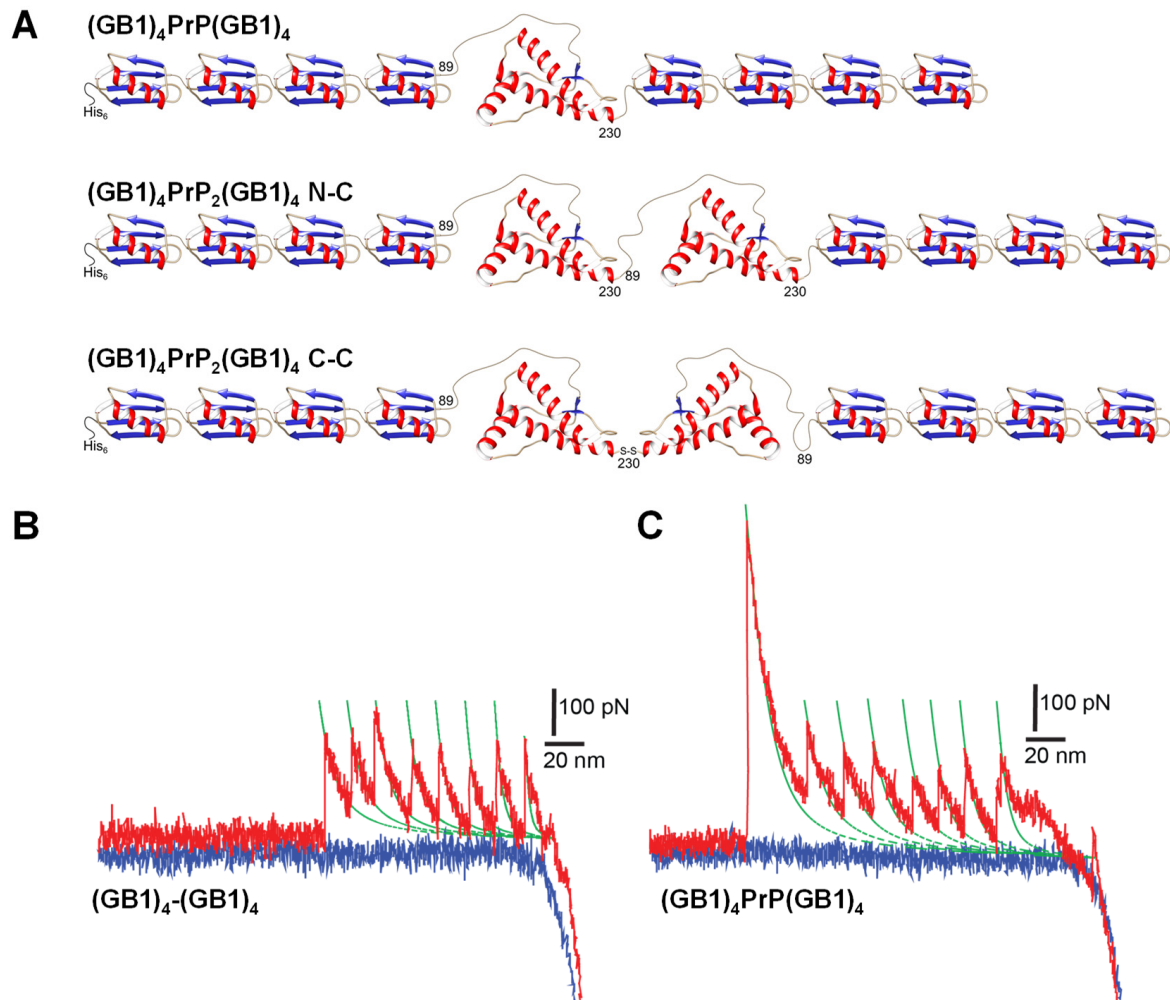 A
(GB1)₄PrP(GB1)₄
89
His₆
230
(GB1)₄PrP₂(GB1)₄ N-C
89
His₆
89
230
230
(GB1)₄PrP₂(GB1)₄ C-C
89
His₆
s-s
230
89
B
C
100 pN
20 nm
100 pN
20 nm
(GB1)₄-(GB1)₄
(GB1)₄PrP(GB1)₄